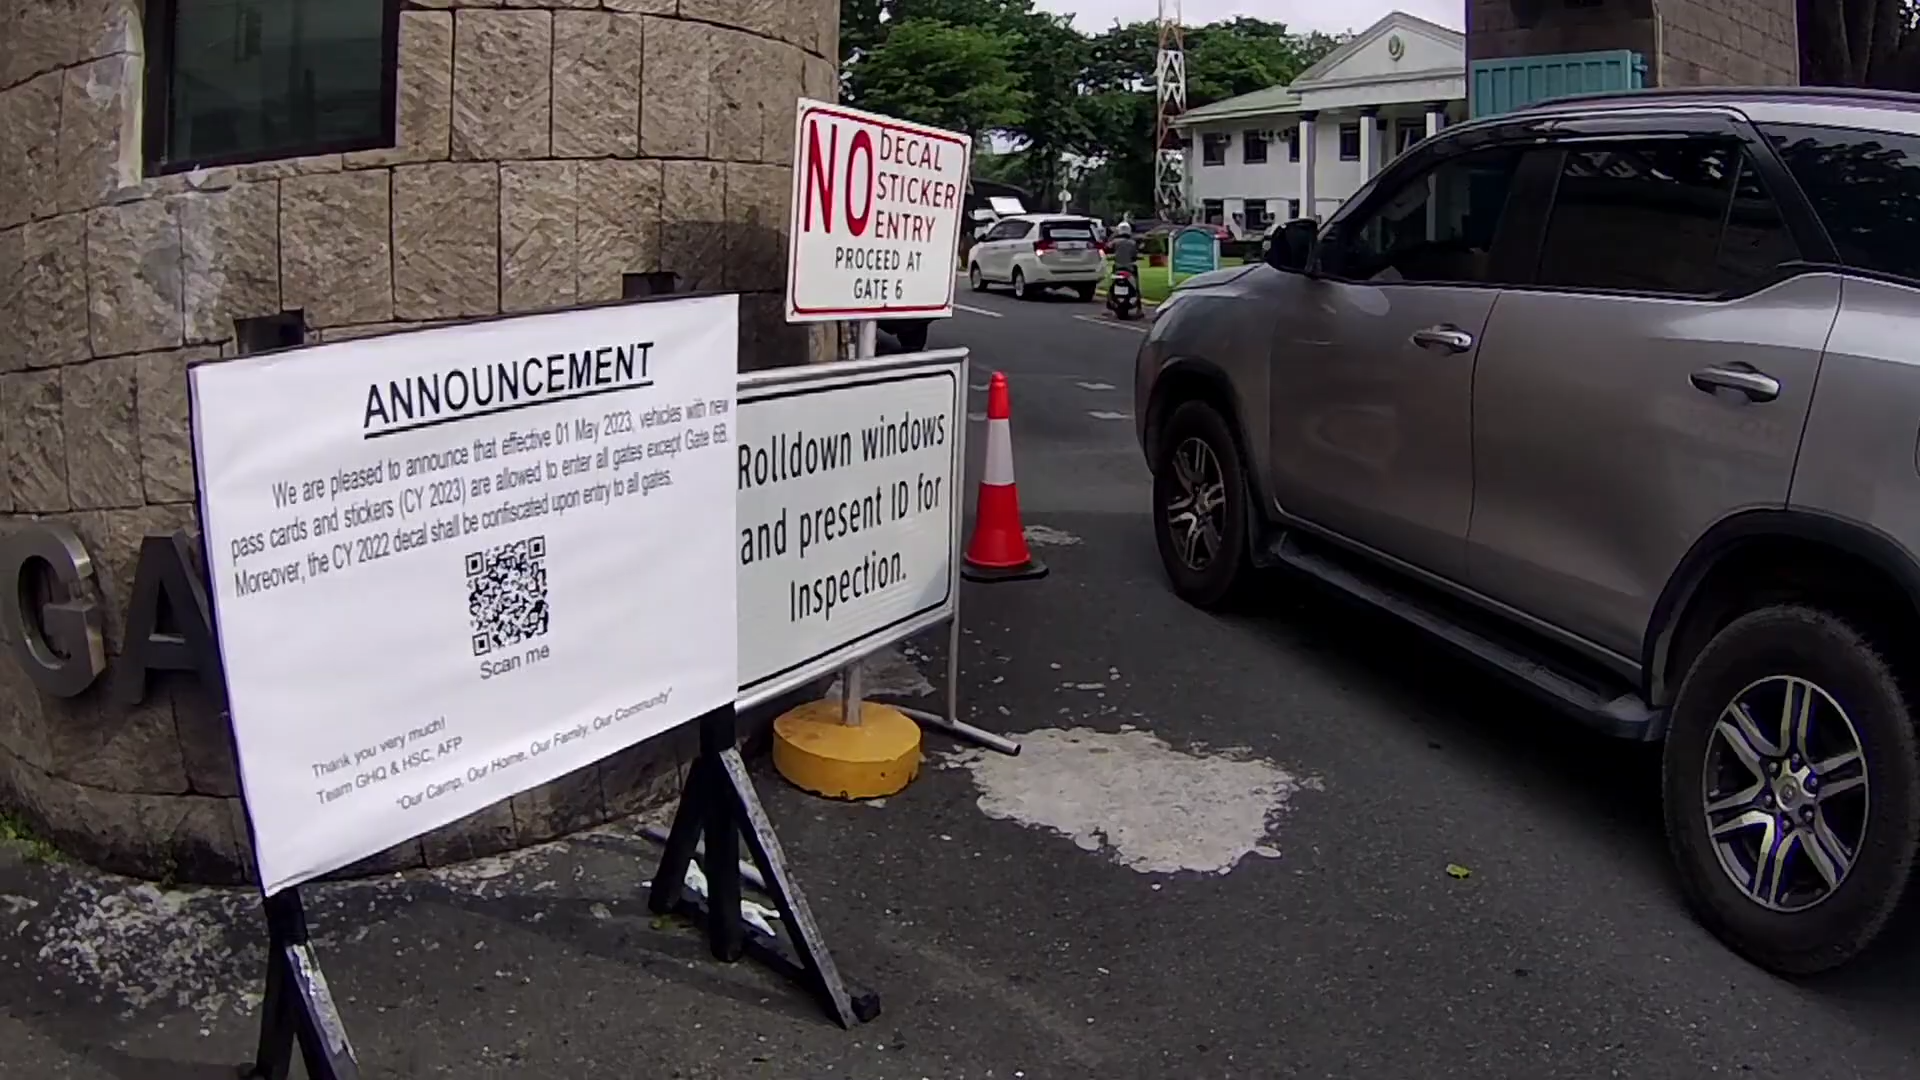 NO DECAL
STICKER
ENTRY
PROCEED AT
GATE 6
ANNOUNCEMENT
We are pleased to announce that effective 01 May 2023, vehicles with new
pass cards and stickers (CY 2023) are allowed to enter all gates except Gate 6B.
Moreover, the CY 2022 decal shall be confiscated upon entry to all gates.
Scan me
Thank you very much!
Team GHQ & HSC, AFP
"Our Camp, Our Home, Our Family, Our Community"
Rolldown windows
and present ID for
Inspection.
GA